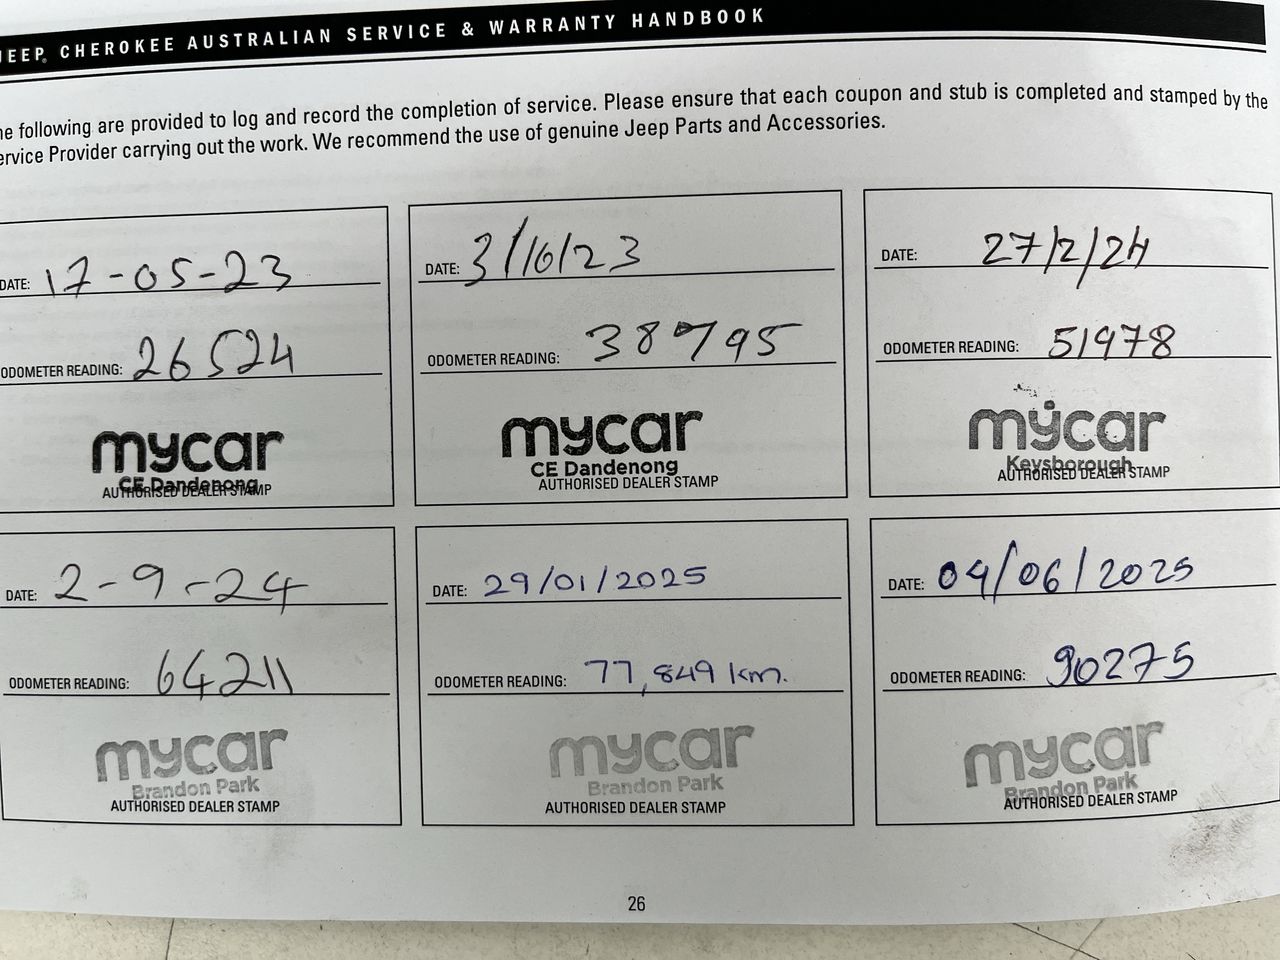 JEEP® CHEROKEE AUSTRALIAN SERVICE & WARRANTY HANDBOOK
he following are provided to log and record the completion of service. Please ensure that each coupon and stub is completed and stamped by the
ervice Provider carrying out the work. We recommend the use of genuine Jeep Parts and Accessories.
DATE: 17-05-23
ODOMETER READING: 26524
mycar
CE Dandenong
AUTHORISED DEALER STAMP
DATE: 3/10/23
ODOMETER READING: 38795
mycar
CE Dandenong
AUTHORISED DEALER STAMP
DATE: 27/2/24
ODOMETER READING: 51978
mycar
Keysborough
AUTHORISED DEALER STAMP
DATE: 2-9-24
ODOMETER READING: 64211
mycar
Brandon Park
AUTHORISED DEALER STAMP
DATE: 29/01/2025
ODOMETER READING: 77,849 km.
mycar
Brandon Park
AUTHORISED DEALER STAMP
DATE: 04/06/2025
ODOMETER READING: 90275
mycar
Brandon Park
AUTHORISED DEALER STAMP
26